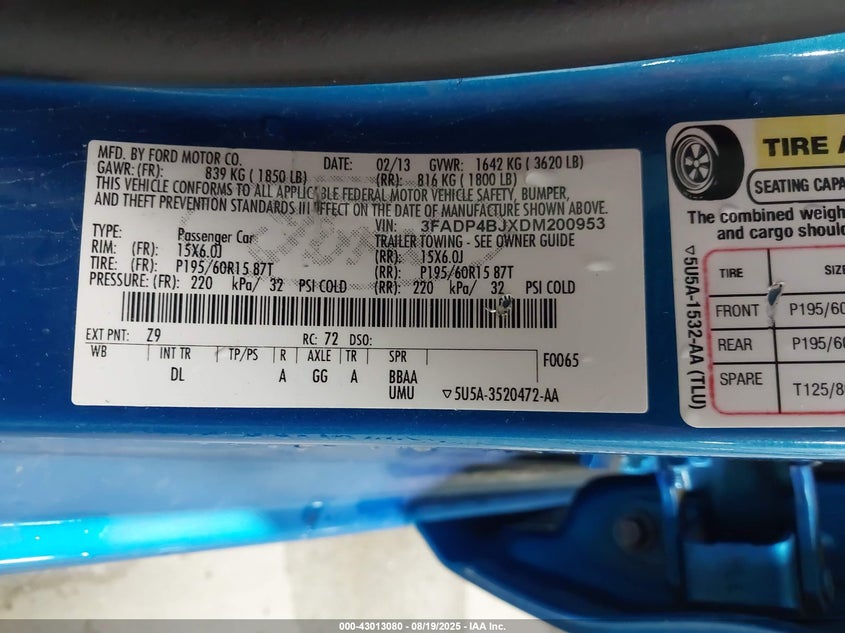 MFD. BY FORD MOTOR CO.
DATE: 02/13 GVWR: 1642 KG ( 3620 LB)
GAWR: (FR): 839 KG ( 1850 LB) (RR): 816 KG ( 1800 LB)
THIS VEHICLE CONFORMS TO ALL APPLICABLE FEDERAL MOTOR VEHICLE SAFETY, BUMPER,
AND THEFT PREVENTION STANDARDS IN EFFECT ON THE DATE OF MANUFACTURE SHOWN ABOVE.
VIN: 3FADP4BJXDM200953
TYPE: Passenger Car TRAILER TOWING - SEE OWNER GUIDE
RIM: (FR): 15X6.0J (RR): 15X6.0J
TIRE: (FR): P195/60R15 87T (RR): P195/60R15 87T
PRESSURE: (FR): 220 kPa/ 32 PSI COLD (RR): 220 kPa/ 32 PSI COLD
EXT PNT: Z9 RC: 72 DSO:
WB INT TR TP/PS R AXLE TR SPR F0065
DL A GG A BBAA
UMU ▽5U5A-3520472-AA
TIRE A
SEATING CAPA
The combined weigh
and cargo shoul
TIRE SIZ
FRONT P195/60
REAR P195/6
SPARE T125/8
▽5U5A-1532-AA (TLU)
000-43013080 - 08/19/2025 - IAA Inc.